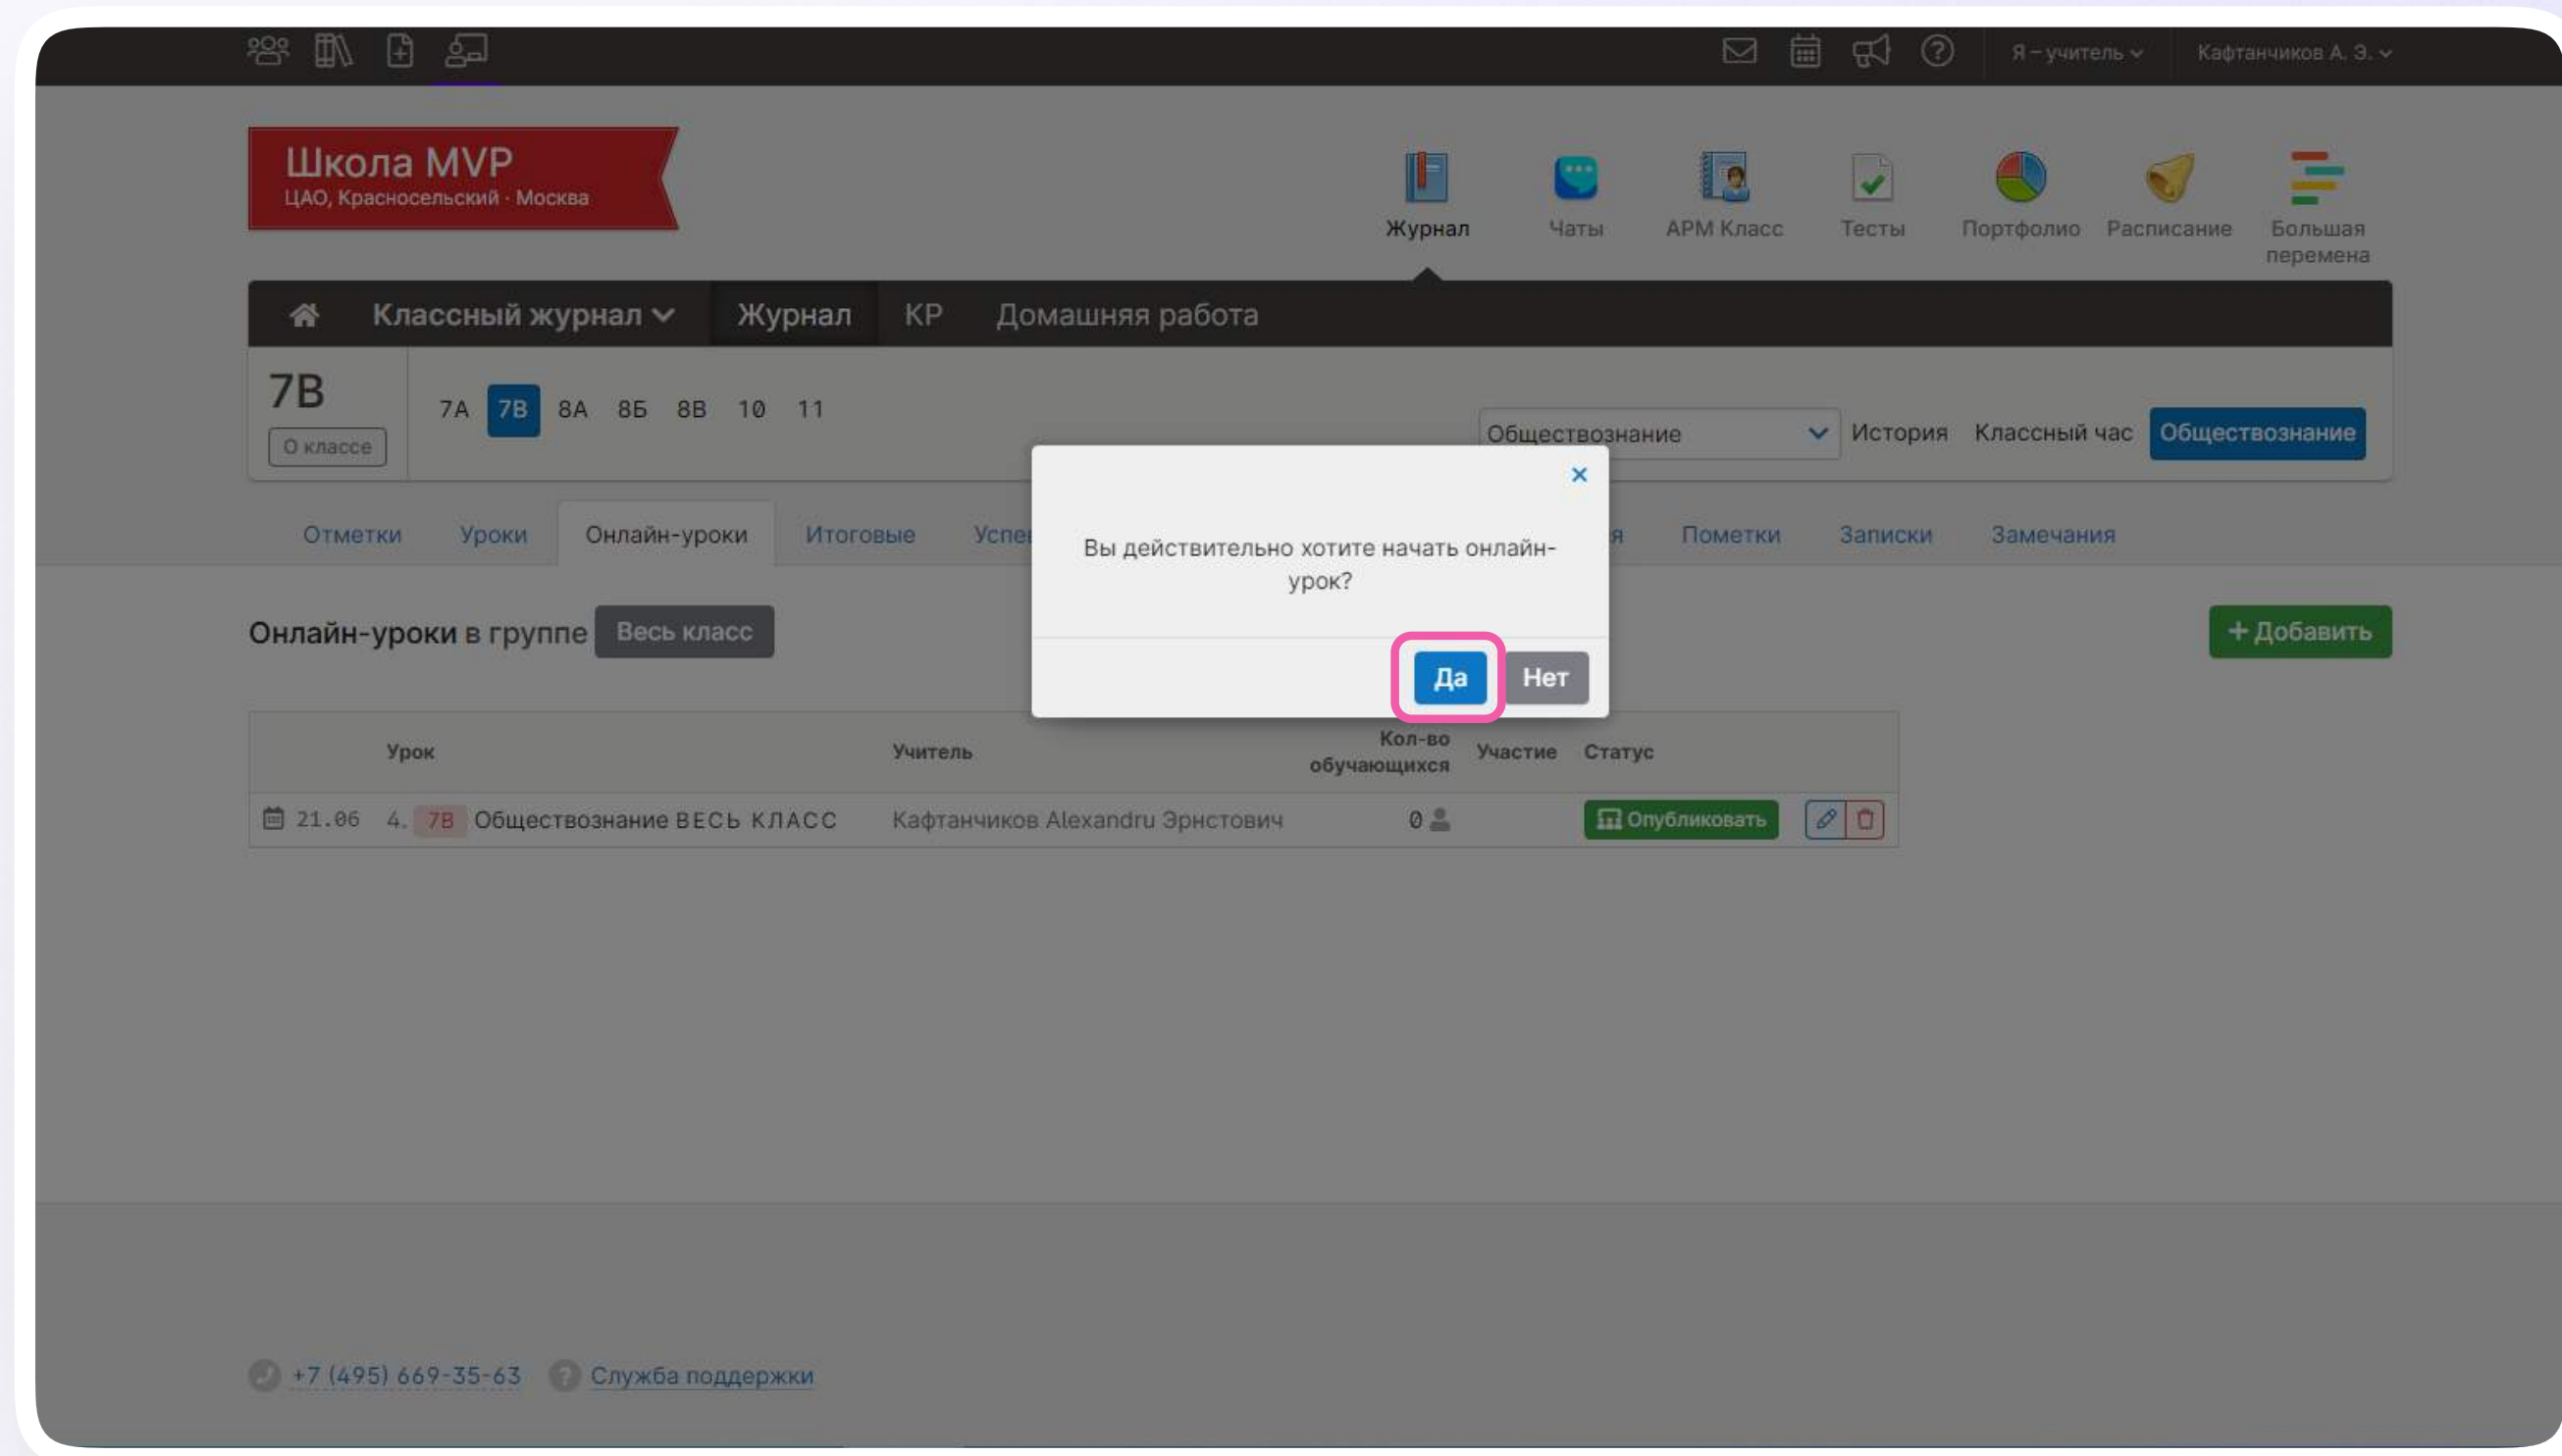 Я – учитель
Кафтанчиков А. Э.
Школа MVP
ЦАО, Красносельский · Москва
Журнал
Чаты
АРМ Класс
Тесты
Портфолио
Расписание
Большая
перемена
Классный журнал
Журнал
КР
Домашняя работа
7В
О классе
7А 7В 8А 8Б 8В 10 11
Обществознание
История
Классный час
Обществознание
Отметки
Уроки
Онлайн-уроки
Итоговые
Пометки
Записки
Замечания
Вы действительно хотите начать онлайн-
урок?
Да
Нет
Онлайн-уроки в группе Весь класс
+ Добавить
Урок
Учитель
Кол-во
обучающихся
Участие
Статус
21.06 4. 7В Обществознание ВЕСЬ КЛАСС Кафтанчиков Alexandru Эрнстович 0 Опубликовать
+7 (495) 669-35-63
Служба поддержки